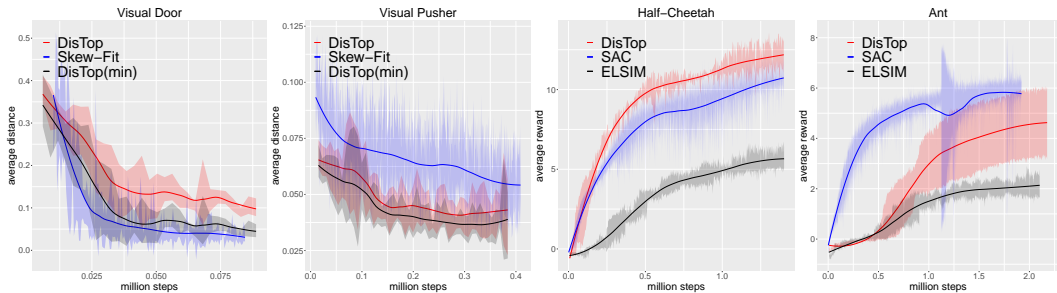 Visual Door
average distance
0.5
0.4
0.3
0.2
0.1
0.0
DisTop
Skew-Fit
DisTop(min)
0.025
0.050
0.075
million steps
Visual Pusher
average distance
0.125
0.100
0.075
0.050
0.025
DisTop
Skew-Fit
DisTop(min)
0.0
0.1
0.2
0.3
0.4
million steps
Half-Cheetah
average reward
10
5
0
DisTop
SAC
ELSIM
0.0
0.5
1.0
million steps
Ant
average reward
8
6
4
2
0
DisTop
SAC
ELSIM
0.0
0.5
1.0
1.5
2.0
million steps